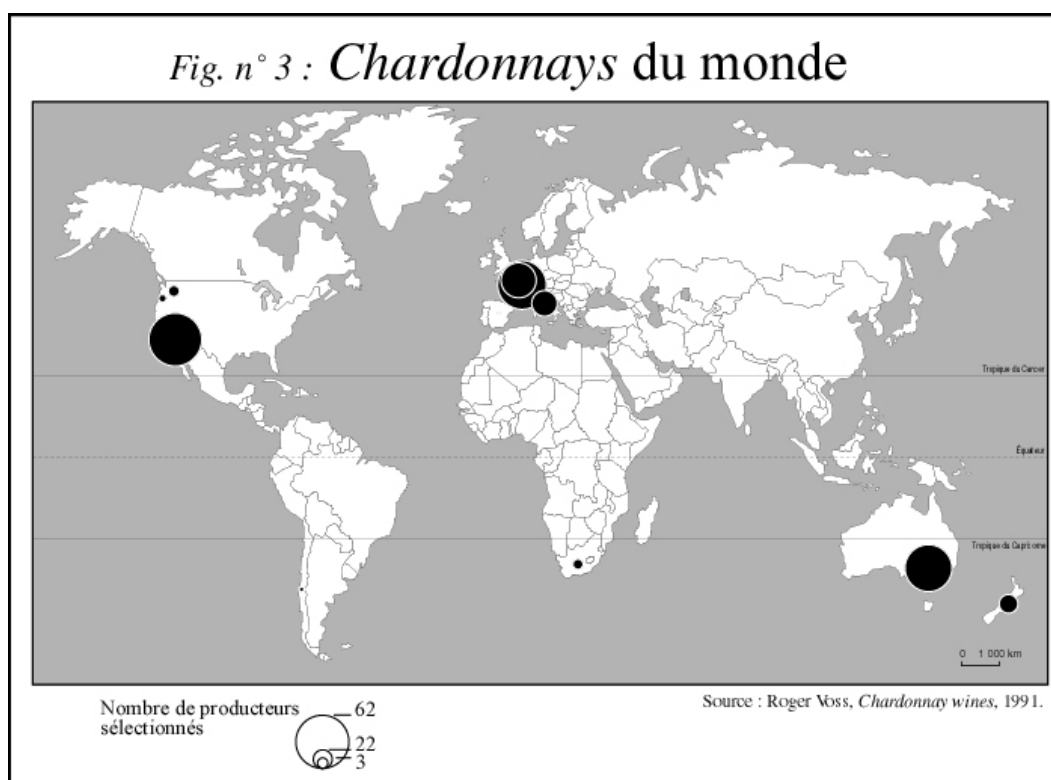 Fig. n° 3 : Chardonnays du monde
Tropique du Cancer
Équateur
Tropique du Capricorne
0 1 000 km
Source : Roger Voss, Chardonnay wines, 1991.
Nombre de producteurs
sélectionnés
62
22
3